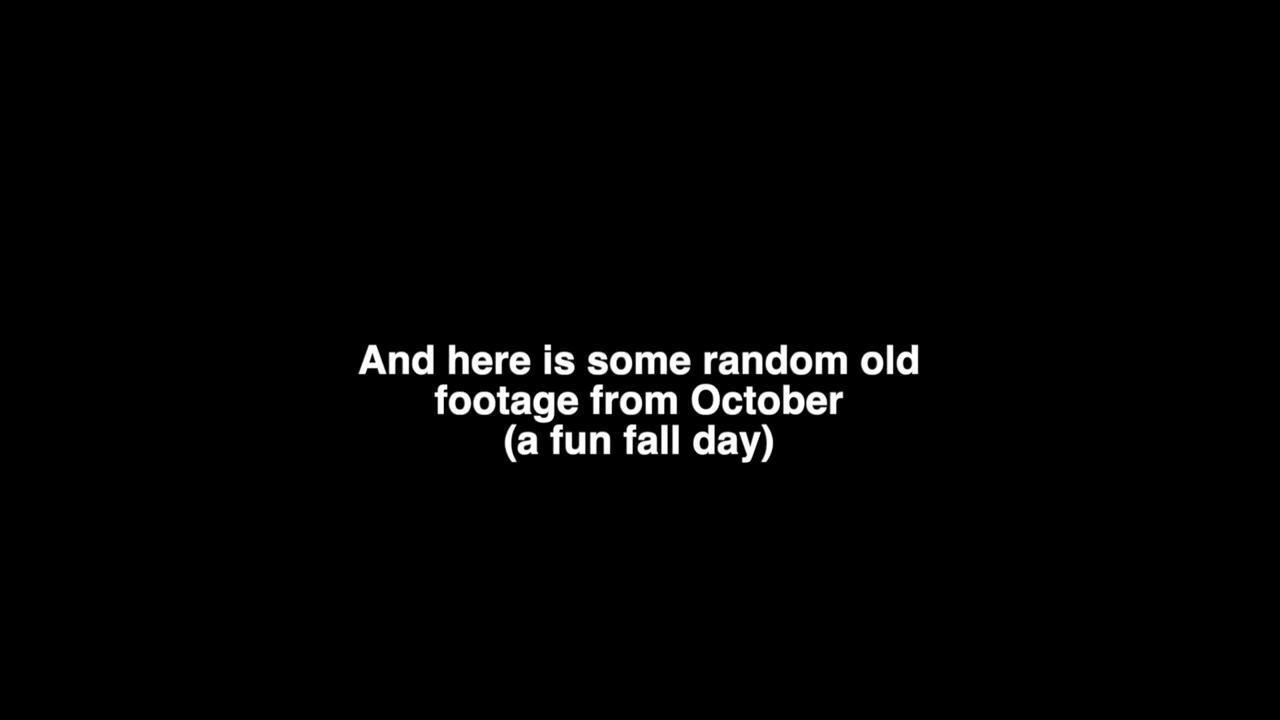 And here is some random old
footage from October
(a fun fall day)